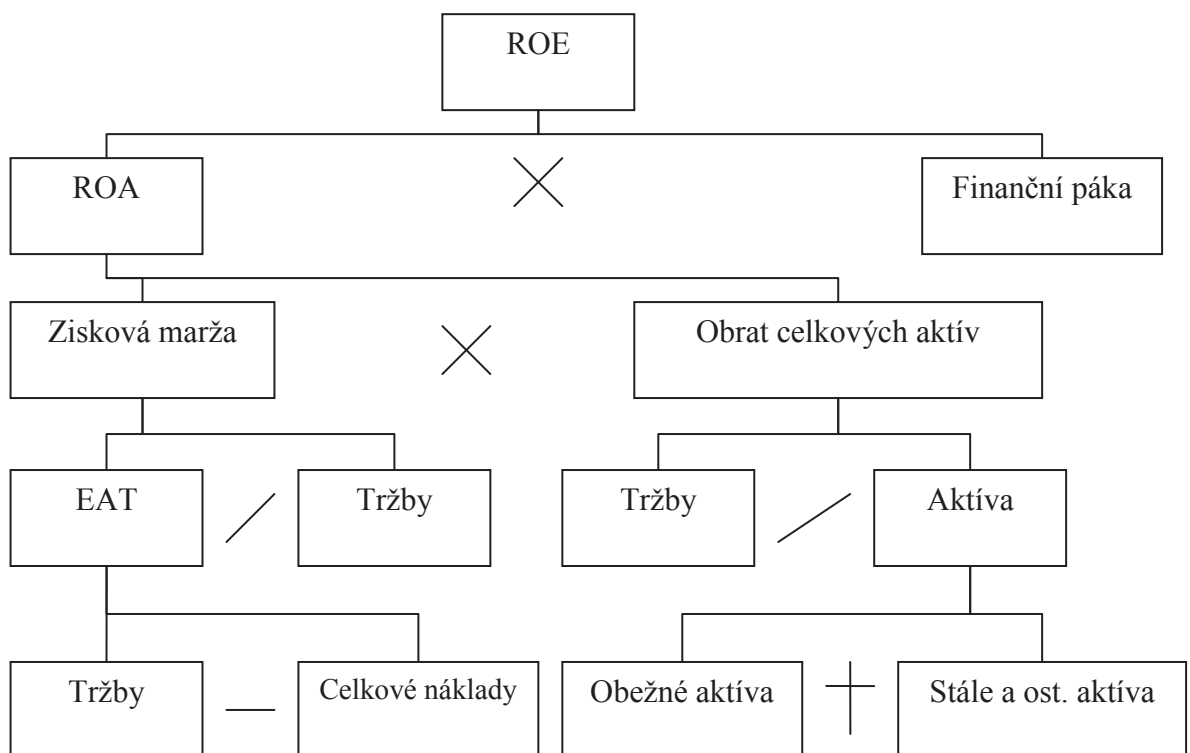 ROE
ROA
Finanční páka
Zisková marža
Obrat celkových aktív
EAT
Tržby
Tržby
Aktíva
Tržby
Celkové náklady
Obežné aktíva
Stále a ost. aktíva